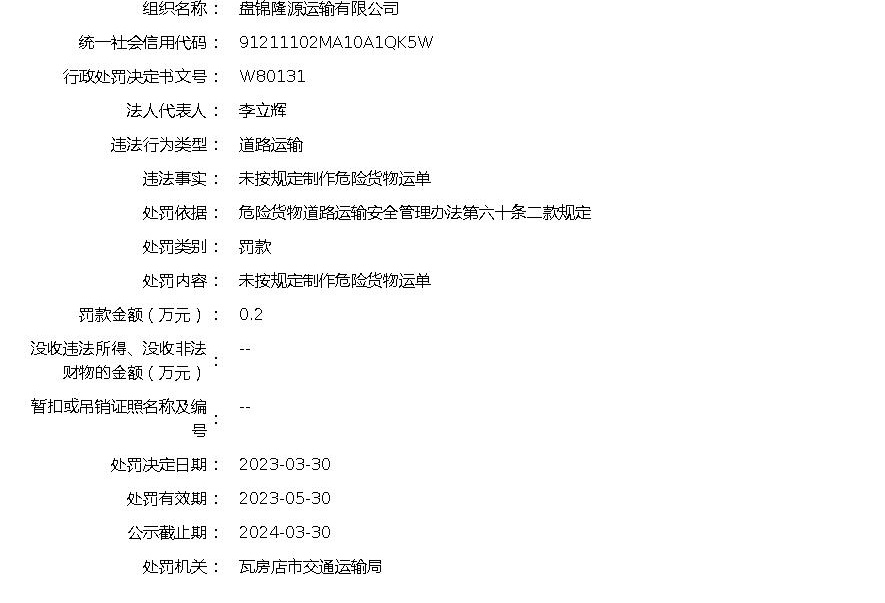 组织名称： 盘锦隆源运输有限公司
统一社会信用代码： 91211102MA10A1QK5W
行政处罚决定书文号： W80131
法人代表人： 李立辉
违法行为类型： 道路运输
违法事实： 未按规定制作危险货物运单
处罚依据： 危险货物道路运输安全管理办法第六十条二款规定
处罚类别： 罚款
处罚内容： 未按规定制作危险货物运单
罚款金额（万元）： 0.2
没收违法所得、没收非法
财物的金额（万元）： --
暂扣或吊销证照名称及编
号： --
处罚决定日期： 2023-03-30
处罚有效期： 2023-05-30
公示截止期： 2024-03-30
处罚机关： 瓦房店市交通运输局